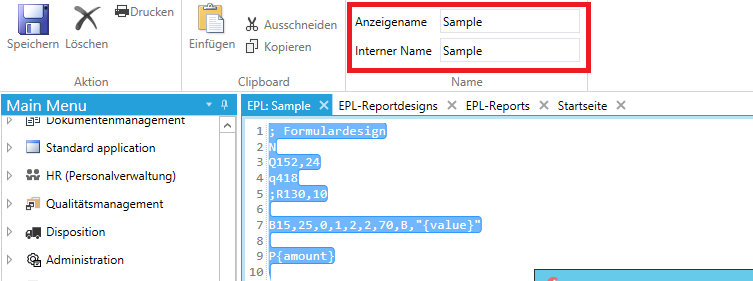 Speichern
Löschen
Drucken
Aktion
Einfügen
Ausschneiden
Kopieren
Clipboard
Anzeigename Sample
Interner Name Sample
Name
Main Menu
Dokumentenmanagement
Standard application
HR (Personalverwaltung)
Qualitätsmanagement
Disposition
Administration
EPL: Sample EPL-Reportdesigns EPL-Reports Startseite
1 ; Formulardesign
2 N
3 Q152,24
4 q418
5 ;R130,10
6
7 B15,25,0,1,2,2,70,B,"{value}"
8
9 P{amount}
10